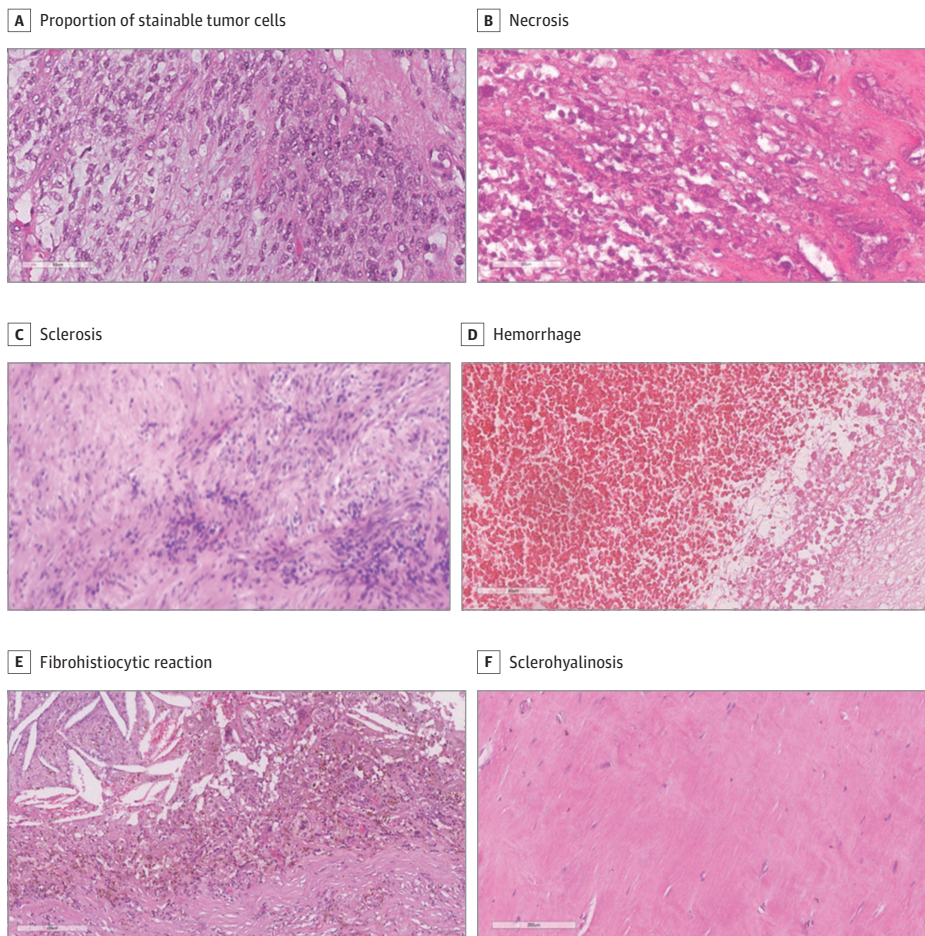 A Proportion of stainable tumor cells
B Necrosis
C Sclerosis
D Hemorrhage
E Fibrohistiocytic reaction
F Sclerohyalinosis